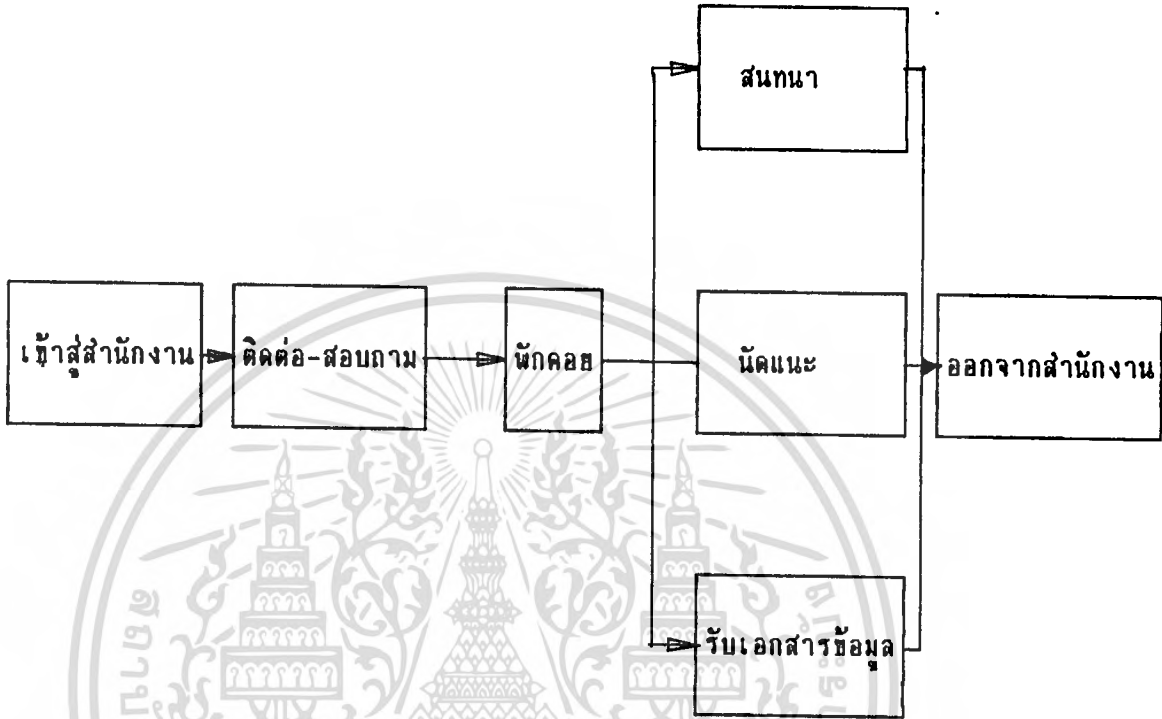 สนทนา
เข้าสู่สำนักงาน
ติดต่อ-สอบถาม
พักคอย
นัดแนะ
ออกจากสำนักงาน
รับเอกสารข้อมูล